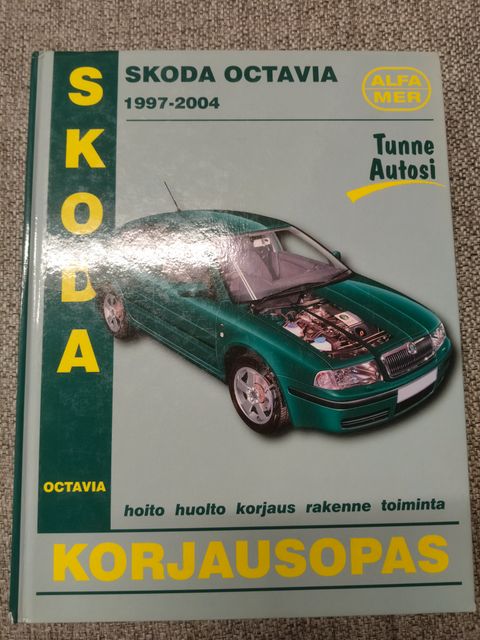 SKODA
SKODA OCTAVIA
1997-2004
ALFA
MER
Tunne
Autosi
OCTAVIA
hoito huolto korjaus rakenne toiminta
KORJAUSOPAS